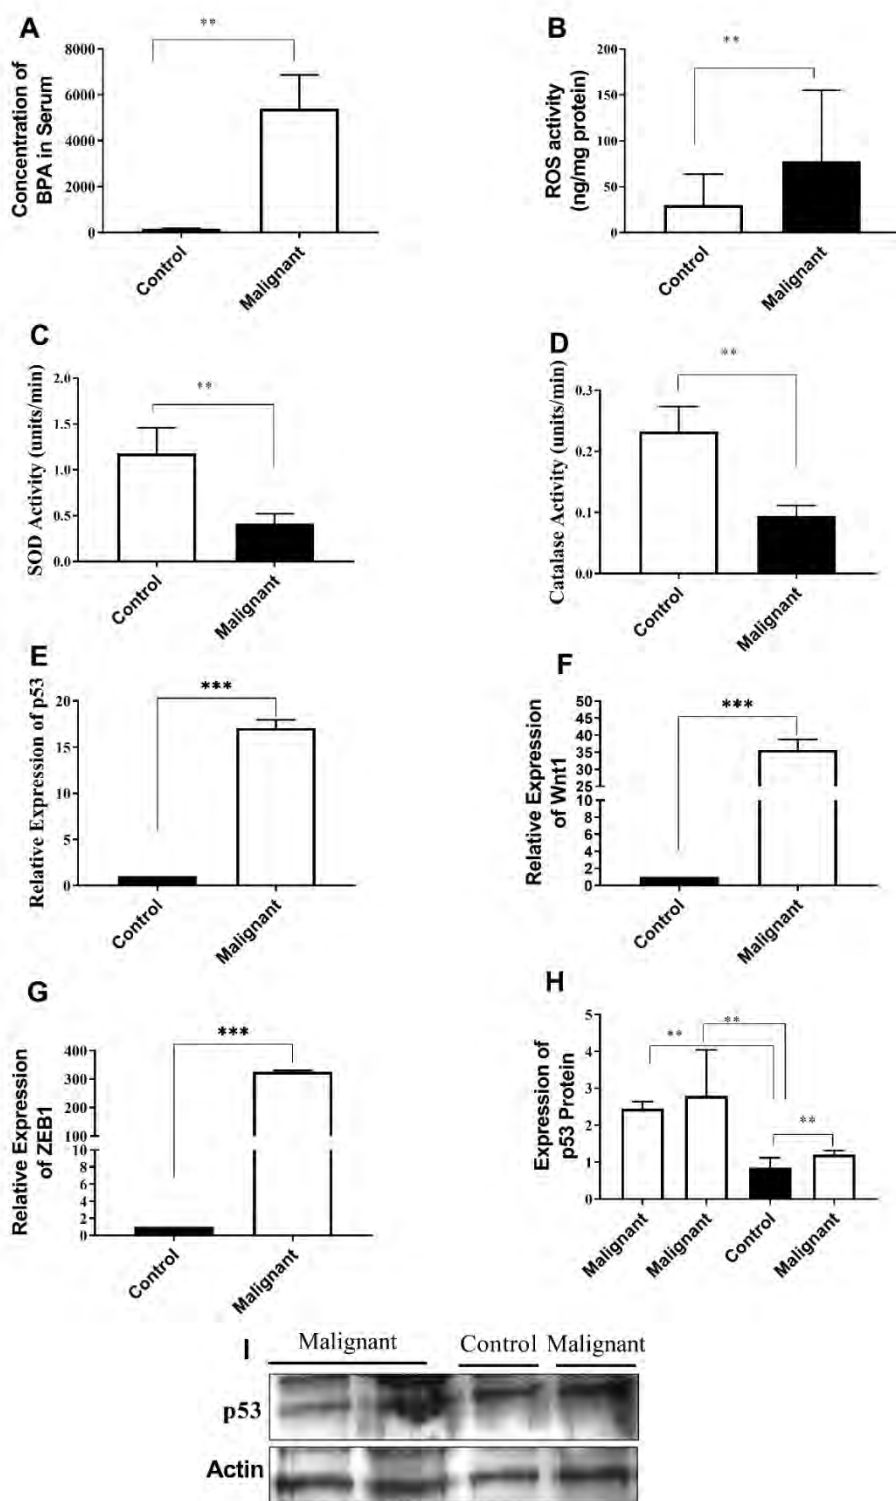 A
Concentration of
BPA in Serum
8000
6000
4000
2000
0
**
Control
Malignant
B
ROS activity
(ng/mg protein)
200
150
100
50
0
**
Control
Malignant
C
SOD Activity (units/min)
2.0
1.5
1.0
0.5
0.0
**
Control
Malignant
D
Catalase Activity (units/min)
0.3
0.2
0.1
0.0
**
Control
Malignant
E
Relative Expression of p53
20
15
10
5
0
***
Control
Malignant
F
Relative Expression
of Wnt1
50
45
40
35
30
25
10
8
6
4
2
0
***
Control
Malignant
G
Relative Expression
of ZEB1
400
300
200
100
10
8
6
4
2
0
***
Control
Malignant
H
Expression of
p53 Protein
5
4
3
2
1
0
**
**
**
Malignant
Malignant
Control
Malignant
I
Malignant Control Malignant
p53
Actin